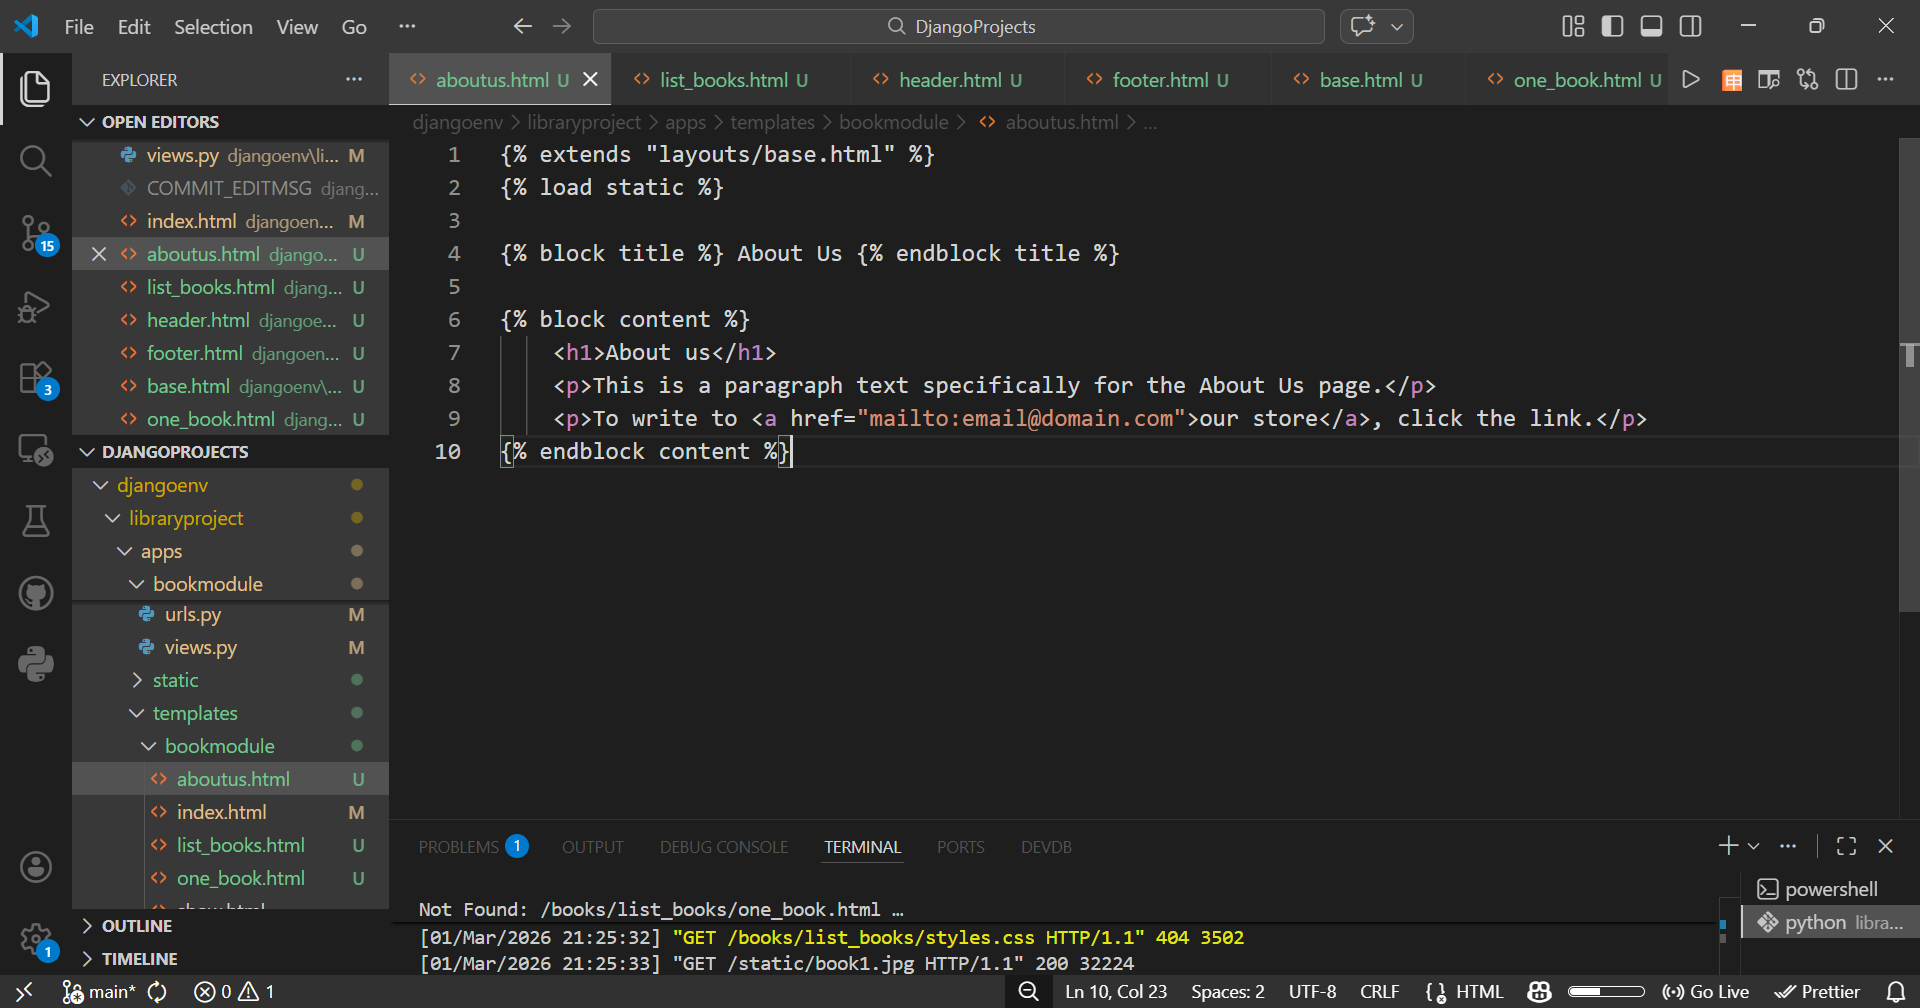 File Edit Selection View Go ···
DjangoProjects
EXPLORER ···
OPEN EDITORS
views.py djangoenv\li... M
COMMIT_EDITMSG djang...
index.html djangoen... M
aboutus.html django... U
list_books.html djang... U
header.html djangoe... U
footer.html djangoen... U
base.html djangoenv\... U
one_book.html djang... U
DJANGOPROJECTS
djangoenv
libraryproject
apps
bookmodule
urls.py M
views.py M
static
templates
bookmodule
aboutus.html U
index.html M
list_books.html U
one_book.html U
OUTLINE
TIMELINE
15
3
1
aboutus.html U
list_books.html U
header.html U
footer.html U
base.html U
one_book.html U
djangoenv > libraryproject > apps > templates > bookmodule > aboutus.html > ...
1 {% extends "layouts/base.html" %}
2 {% load static %}
3
4 {% block title %} About Us {% endblock title %}
5
6 {% block content %}
7 <h1>About us</h1>
8 <p>This is a paragraph text specifically for the About Us page.</p>
9 <p>To write to <a href="mailto:email@domain.com">our store</a>, click the link.</p>
10 {% endblock content %}
PROBLEMS 1 OUTPUT DEBUG CONSOLE TERMINAL PORTS DEVDB
Not Found: /books/list_books/one_book.html …
[01/Mar/2026 21:25:32] "GET /books/list_books/styles.css HTTP/1.1" 404 3502
[01/Mar/2026 21:25:33] "GET /static/book1.jpg HTTP/1.1" 200 32224
powershell
python libra...
main* 0 1
Ln 10, Col 23 Spaces: 2 UTF-8 CRLF {} HTML Go Live Prettier